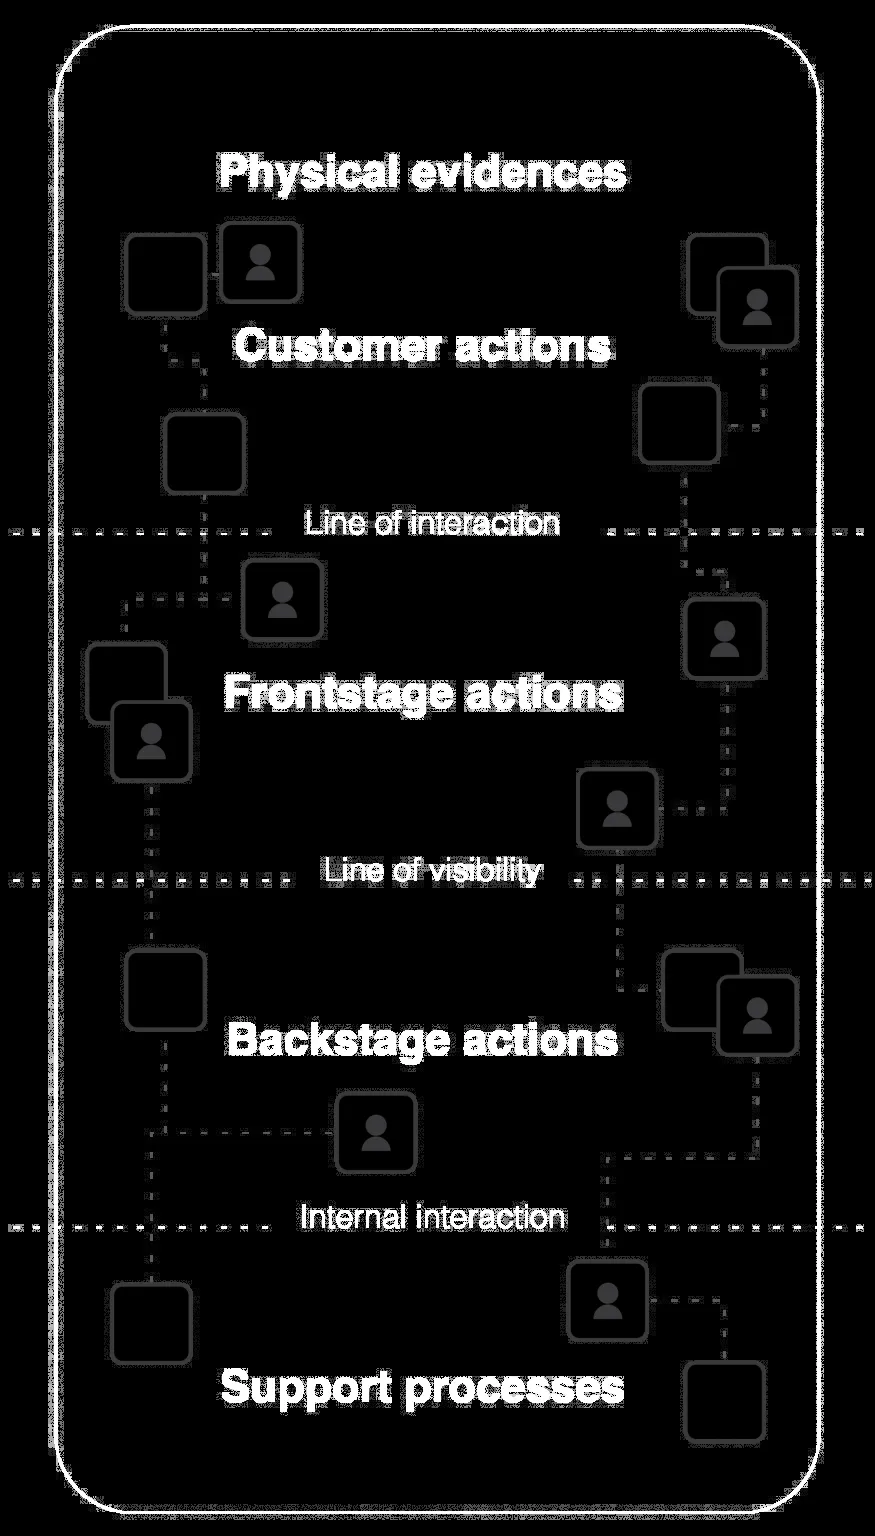 Physical evidences
Customer actions
Line of interaction
Frontstage actions
Line of visibility
Backstage actions
Internal interaction
Support processes